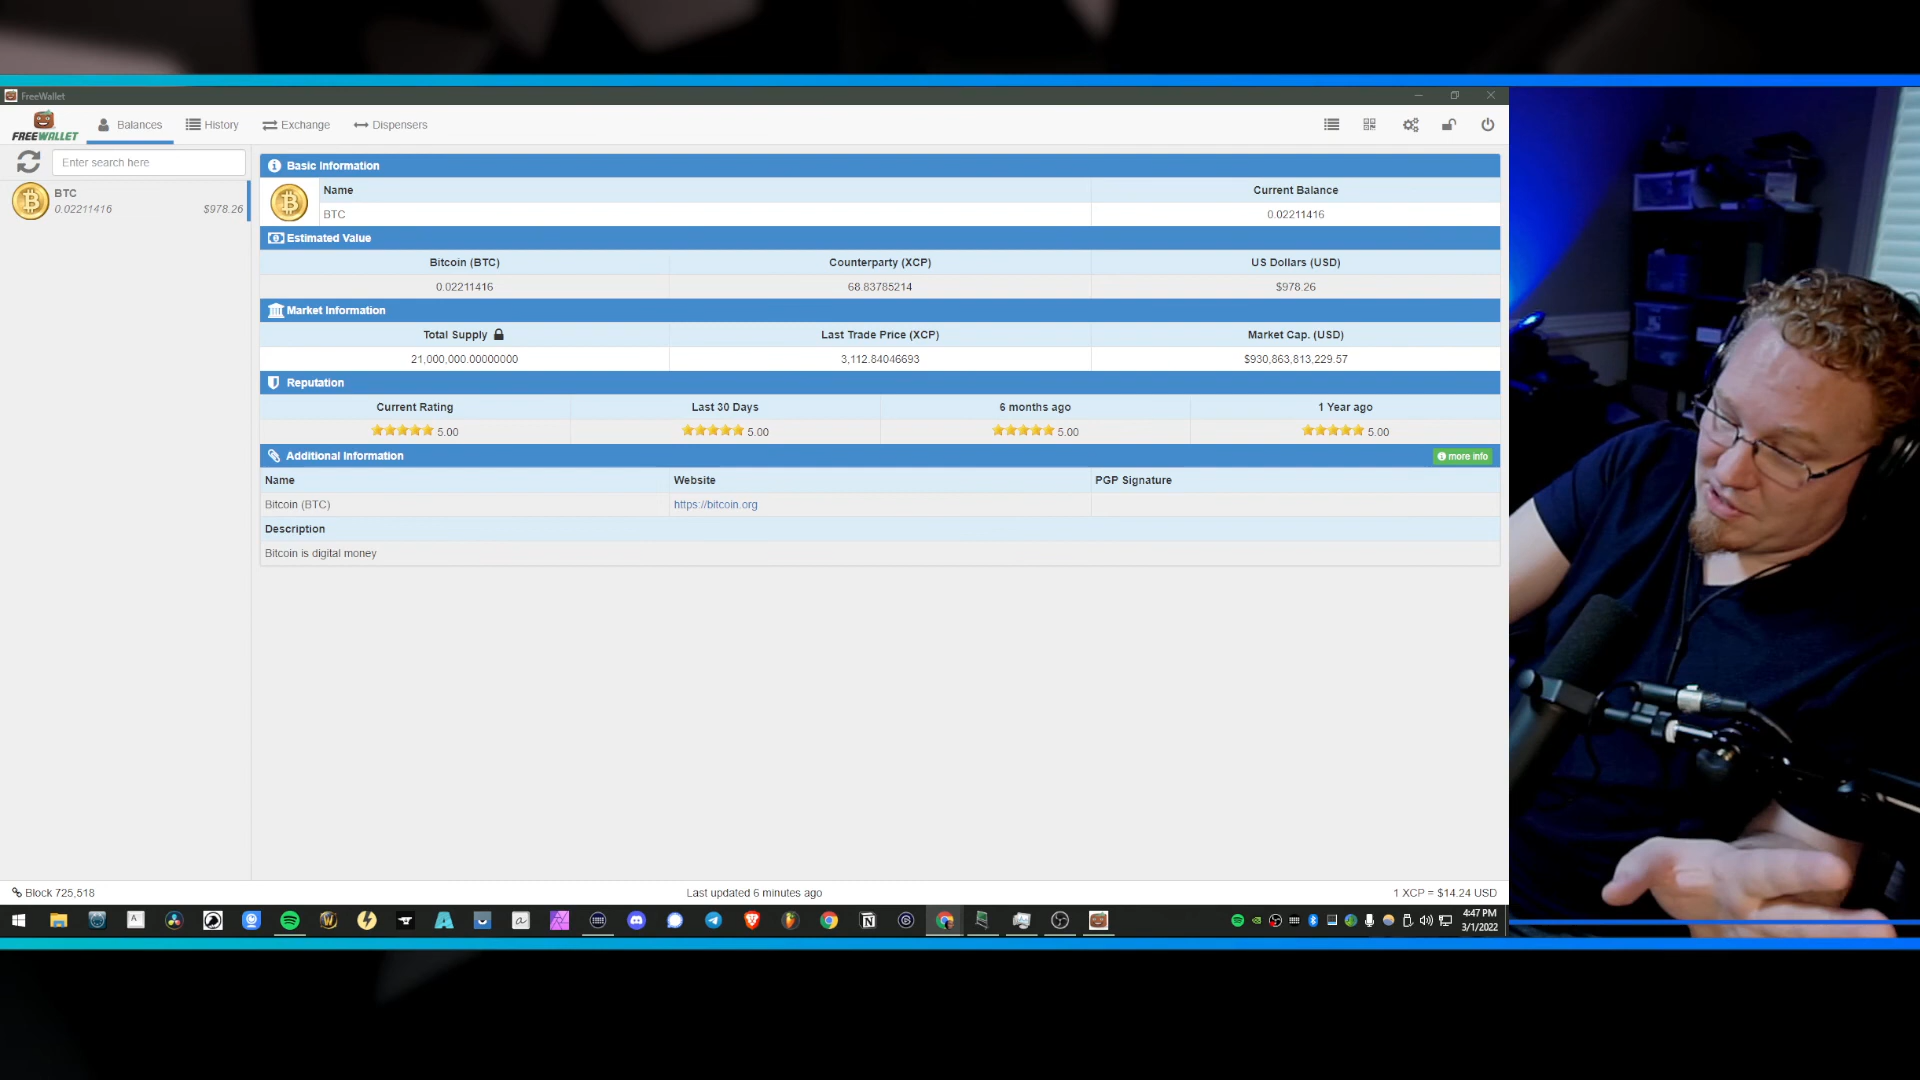 FreeWallet
FREEWALLET
Balances
History
Exchange
Dispensers
Enter search here
BTC
0.02211416
$978.26
Basic Information
Name
Current Balance
BTC
0.02211416
Estimated Value
Bitcoin (BTC)
Counterparty (XCP)
US Dollars (USD)
0.02211416
68.83785214
$978.26
Market Information
Total Supply
Last Trade Price (XCP)
Market Cap. (USD)
21,000,000.00000000
3,112.84046693
$930,863,813,229.57
Reputation
Current Rating
Last 30 Days
6 months ago
1 Year ago
5.00
5.00
5.00
5.00
Additional Information
more info
Name
Website
PGP Signature
Bitcoin (BTC)
https://bitcoin.org
Description
Bitcoin is digital money
Block 725,518
Last updated 6 minutes ago
1 XCP = $14.24 USD
4:47 PM
3/1/2022